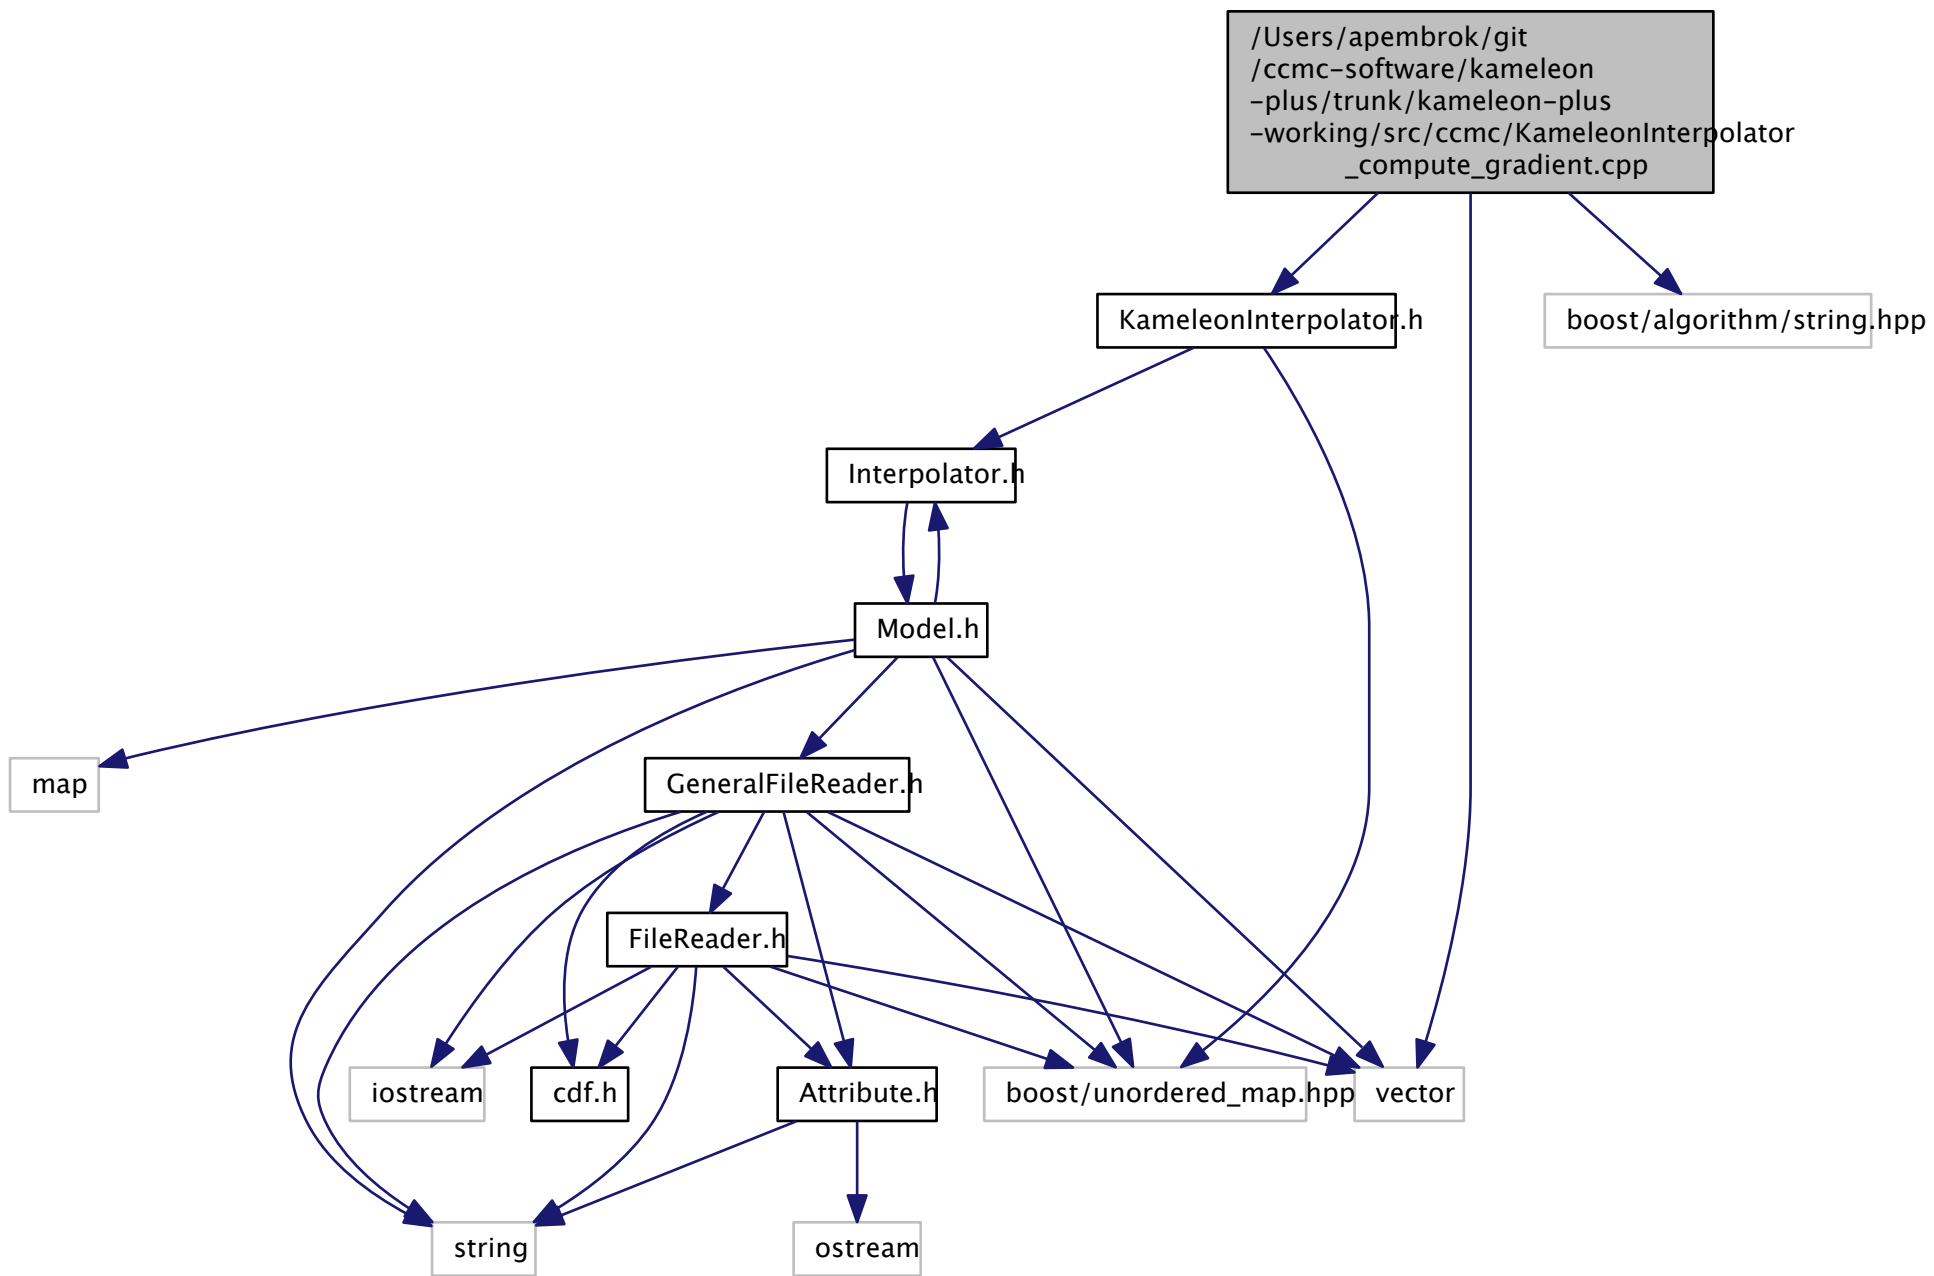 /Users/apembrok/git
/ccmc-software/kameleon
-plus/trunk/kameleon-plus
-working/src/ccmc/KameleonInterpolator
_compute_gradient.cpp
KameleonInterpolator.h
boost/algorithm/string.hpp
Interpolator.h
Model.h
map
GeneralFileReader.h
FileReader.h
iostream
cdf.h
Attribute.h
boost/unordered_map.hpp
vector
string
ostream